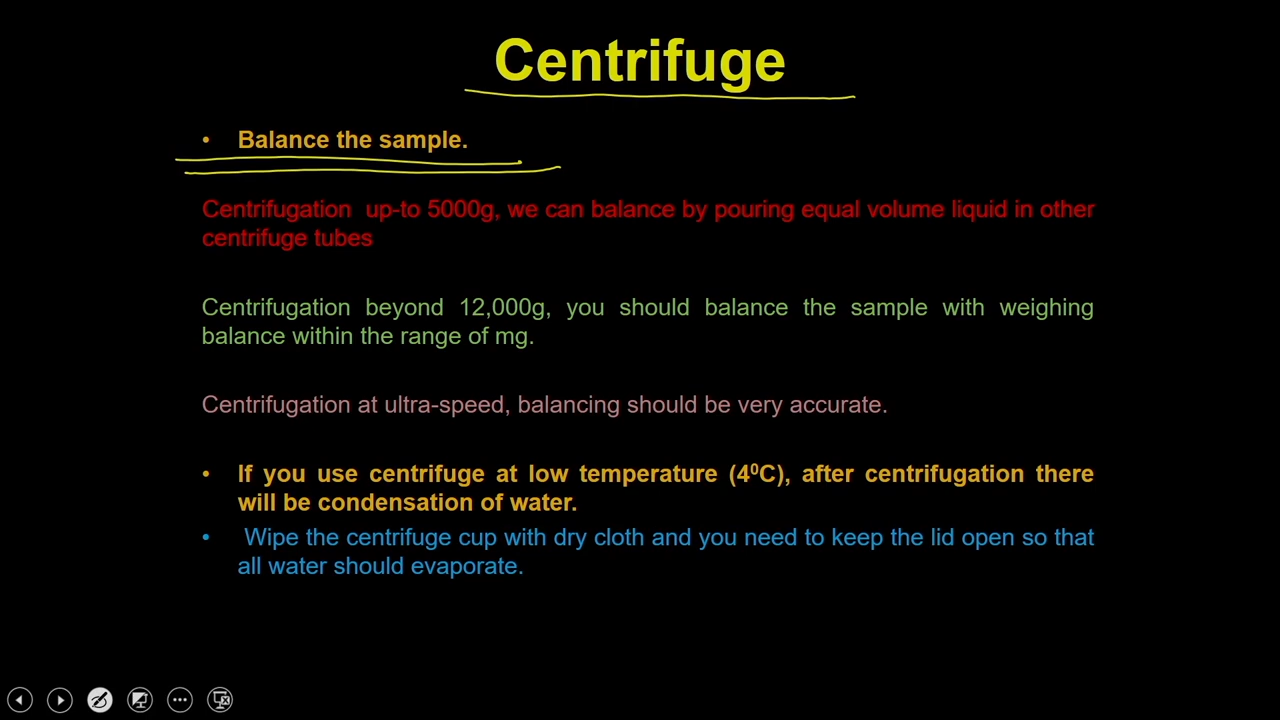 Centrifuge
• Balance the sample.
Centrifugation up-to 5000g, we can balance by pouring equal volume liquid in other
centrifuge tubes
Centrifugation beyond 12,000g, you should balance the sample with weighing
balance within the range of mg.
Centrifugation at ultra-speed, balancing should be very accurate.
• If you use centrifuge at low temperature (4⁰C), after centrifugation there
will be condensation of water.
• Wipe the centrifuge cup with dry cloth and you need to keep the lid open so that
all water should evaporate.